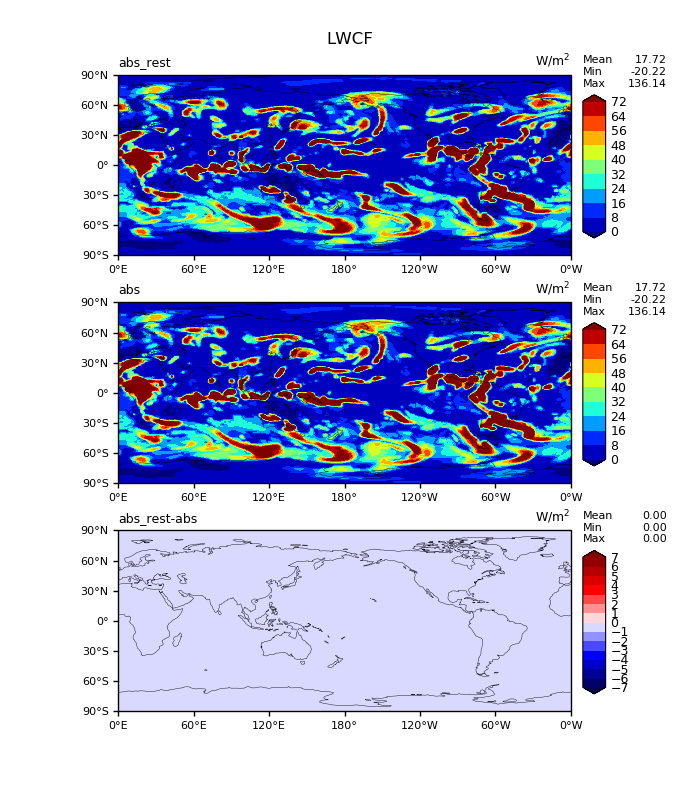 LWCF
abs_rest W/m² Mean 17.72
Min -20.22
Max 136.14
90°N
60°N
30°N
0°
30°S
60°S
90°S
72
64
56
48
40
32
24
16
8
0
0°E 60°E 120°E 180° 120°W 60°W 0°W
abs W/m² Mean 17.72
Min -20.22
Max 136.14
90°N
60°N
30°N
0°
30°S
60°S
90°S
72
64
56
48
40
32
24
16
8
0
0°E 60°E 120°E 180° 120°W 60°W 0°W
abs_rest-abs W/m² Mean 0.00
Min 0.00
Max 0.00
90°N
60°N
30°N
0°
30°S
60°S
90°S
7
6
5
4
3
2
1
0
−1
−2
−3
−4
−5
−6
−7
0°E 60°E 120°E 180° 120°W 60°W 0°W